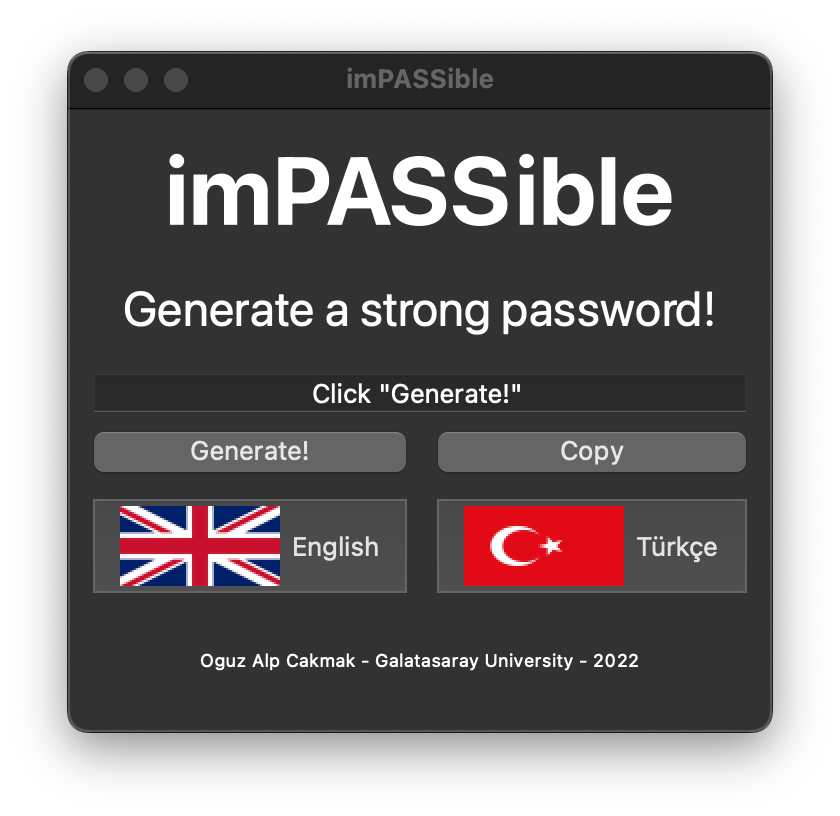 imPASSible
imPASSible
Generate a strong password!
Click "Generate!"
Generate! Copy
English Türkçe
Oguz Alp Cakmak - Galatasaray University - 2022